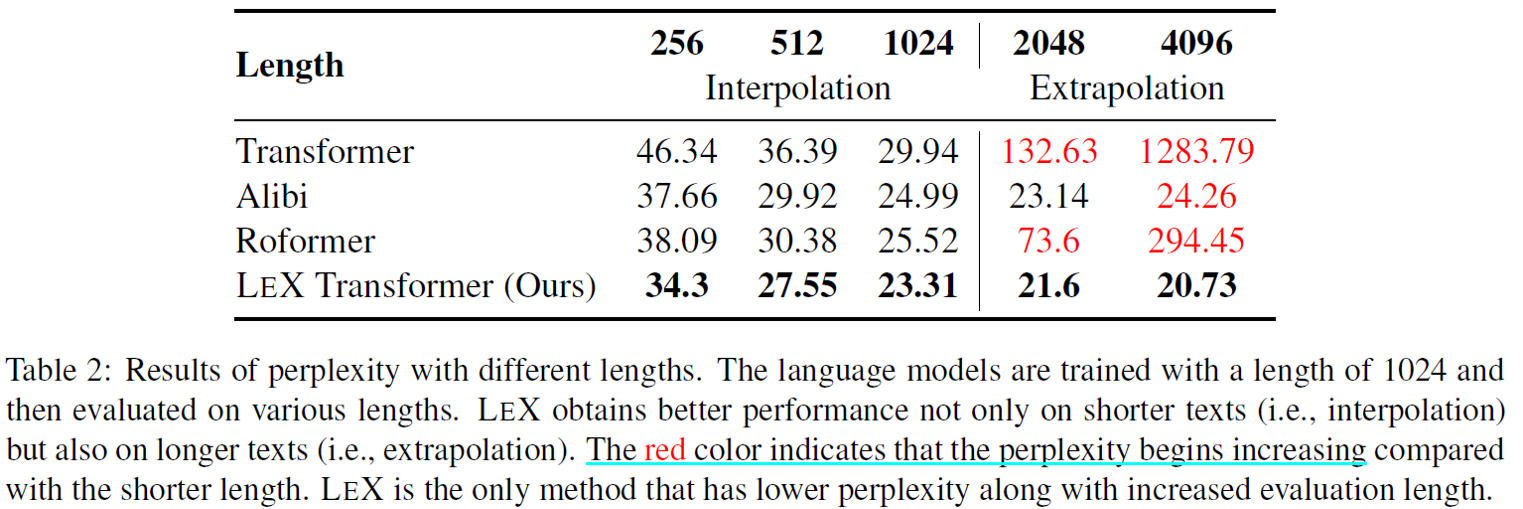 Length 256 512 1024 2048 4096
Interpolation Extrapolation
Transformer 46.34 36.39 29.94 132.63 1283.79
Alibi 37.66 29.92 24.99 23.14 24.26
Roformer 38.09 30.38 25.52 73.6 294.45
LEX Transformer (Ours) 34.3 27.55 23.31 21.6 20.73
Table 2: Results of perplexity with different lengths. The language models are trained with a length of 1024 and
then evaluated on various lengths. LEX obtains better performance not only on shorter texts (i.e., interpolation)
but also on longer texts (i.e., extrapolation). The red color indicates that the perplexity begins increasing compared
with the shorter length. LEX is the only method that has lower perplexity along with increased evaluation length.